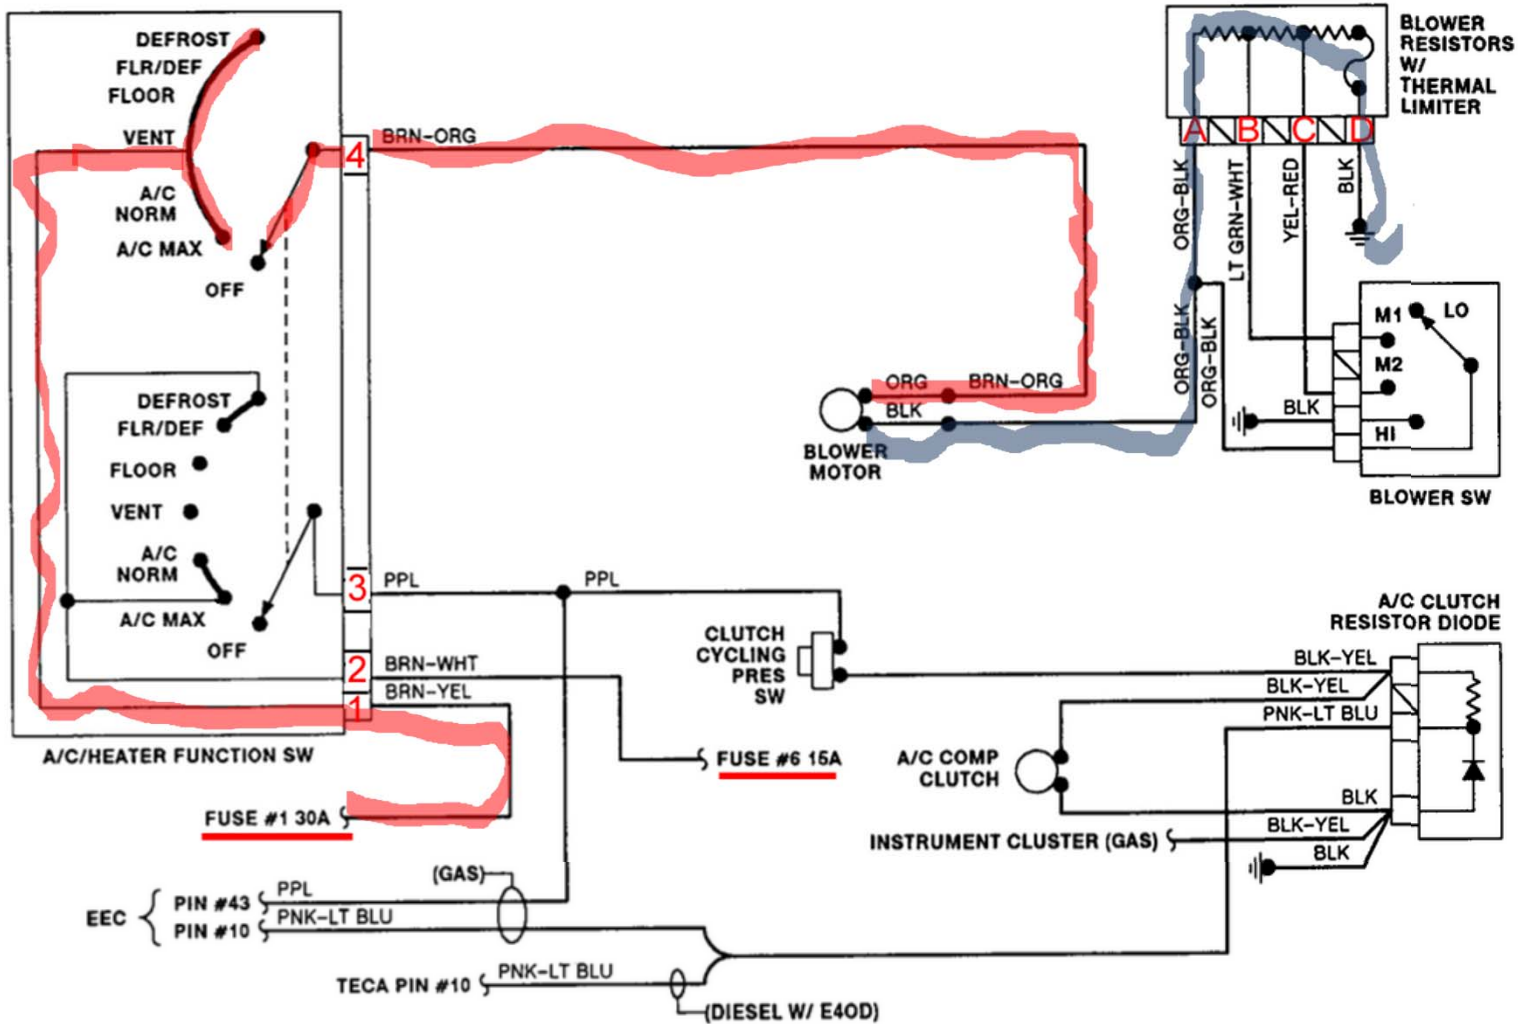 DEFROST
FLR/DEF
FLOOR
VENT
A/C
NORM
A/C MAX
OFF
4
BRN-ORG
DEFROST
FLR/DEF
FLOOR
VENT
A/C
NORM
A/C MAX
OFF
3
PPL
PPL
2
BRN-WHT
1
BRN-YEL
A/C/HEATER FUNCTION SW
FUSE #1 30A
FUSE #6 15A
BLOWER
RESISTORS
W/
THERMAL
LIMITER
A
B
C
D
ORG-BLK
LT GRN-WHT
YEL-RED
BLK
ORG-BLK
ORG-BLK
M1
LO
M2
BLK
HI
BLOWER SW
ORG
BRN-ORG
BLK
BLOWER
MOTOR
CLUTCH
CYCLING
PRES
SW
A/C CLUTCH
RESISTOR DIODE
BLK-YEL
BLK-YEL
PNK-LT BLU
A/C COMP
CLUTCH
BLK
INSTRUMENT CLUSTER (GAS)
BLK-YEL
BLK
(GAS)
EEC
PIN #43
PPL
PIN #10
PNK-LT BLU
TECA PIN #10
PNK-LT BLU
(DIESEL W/ E4OD)